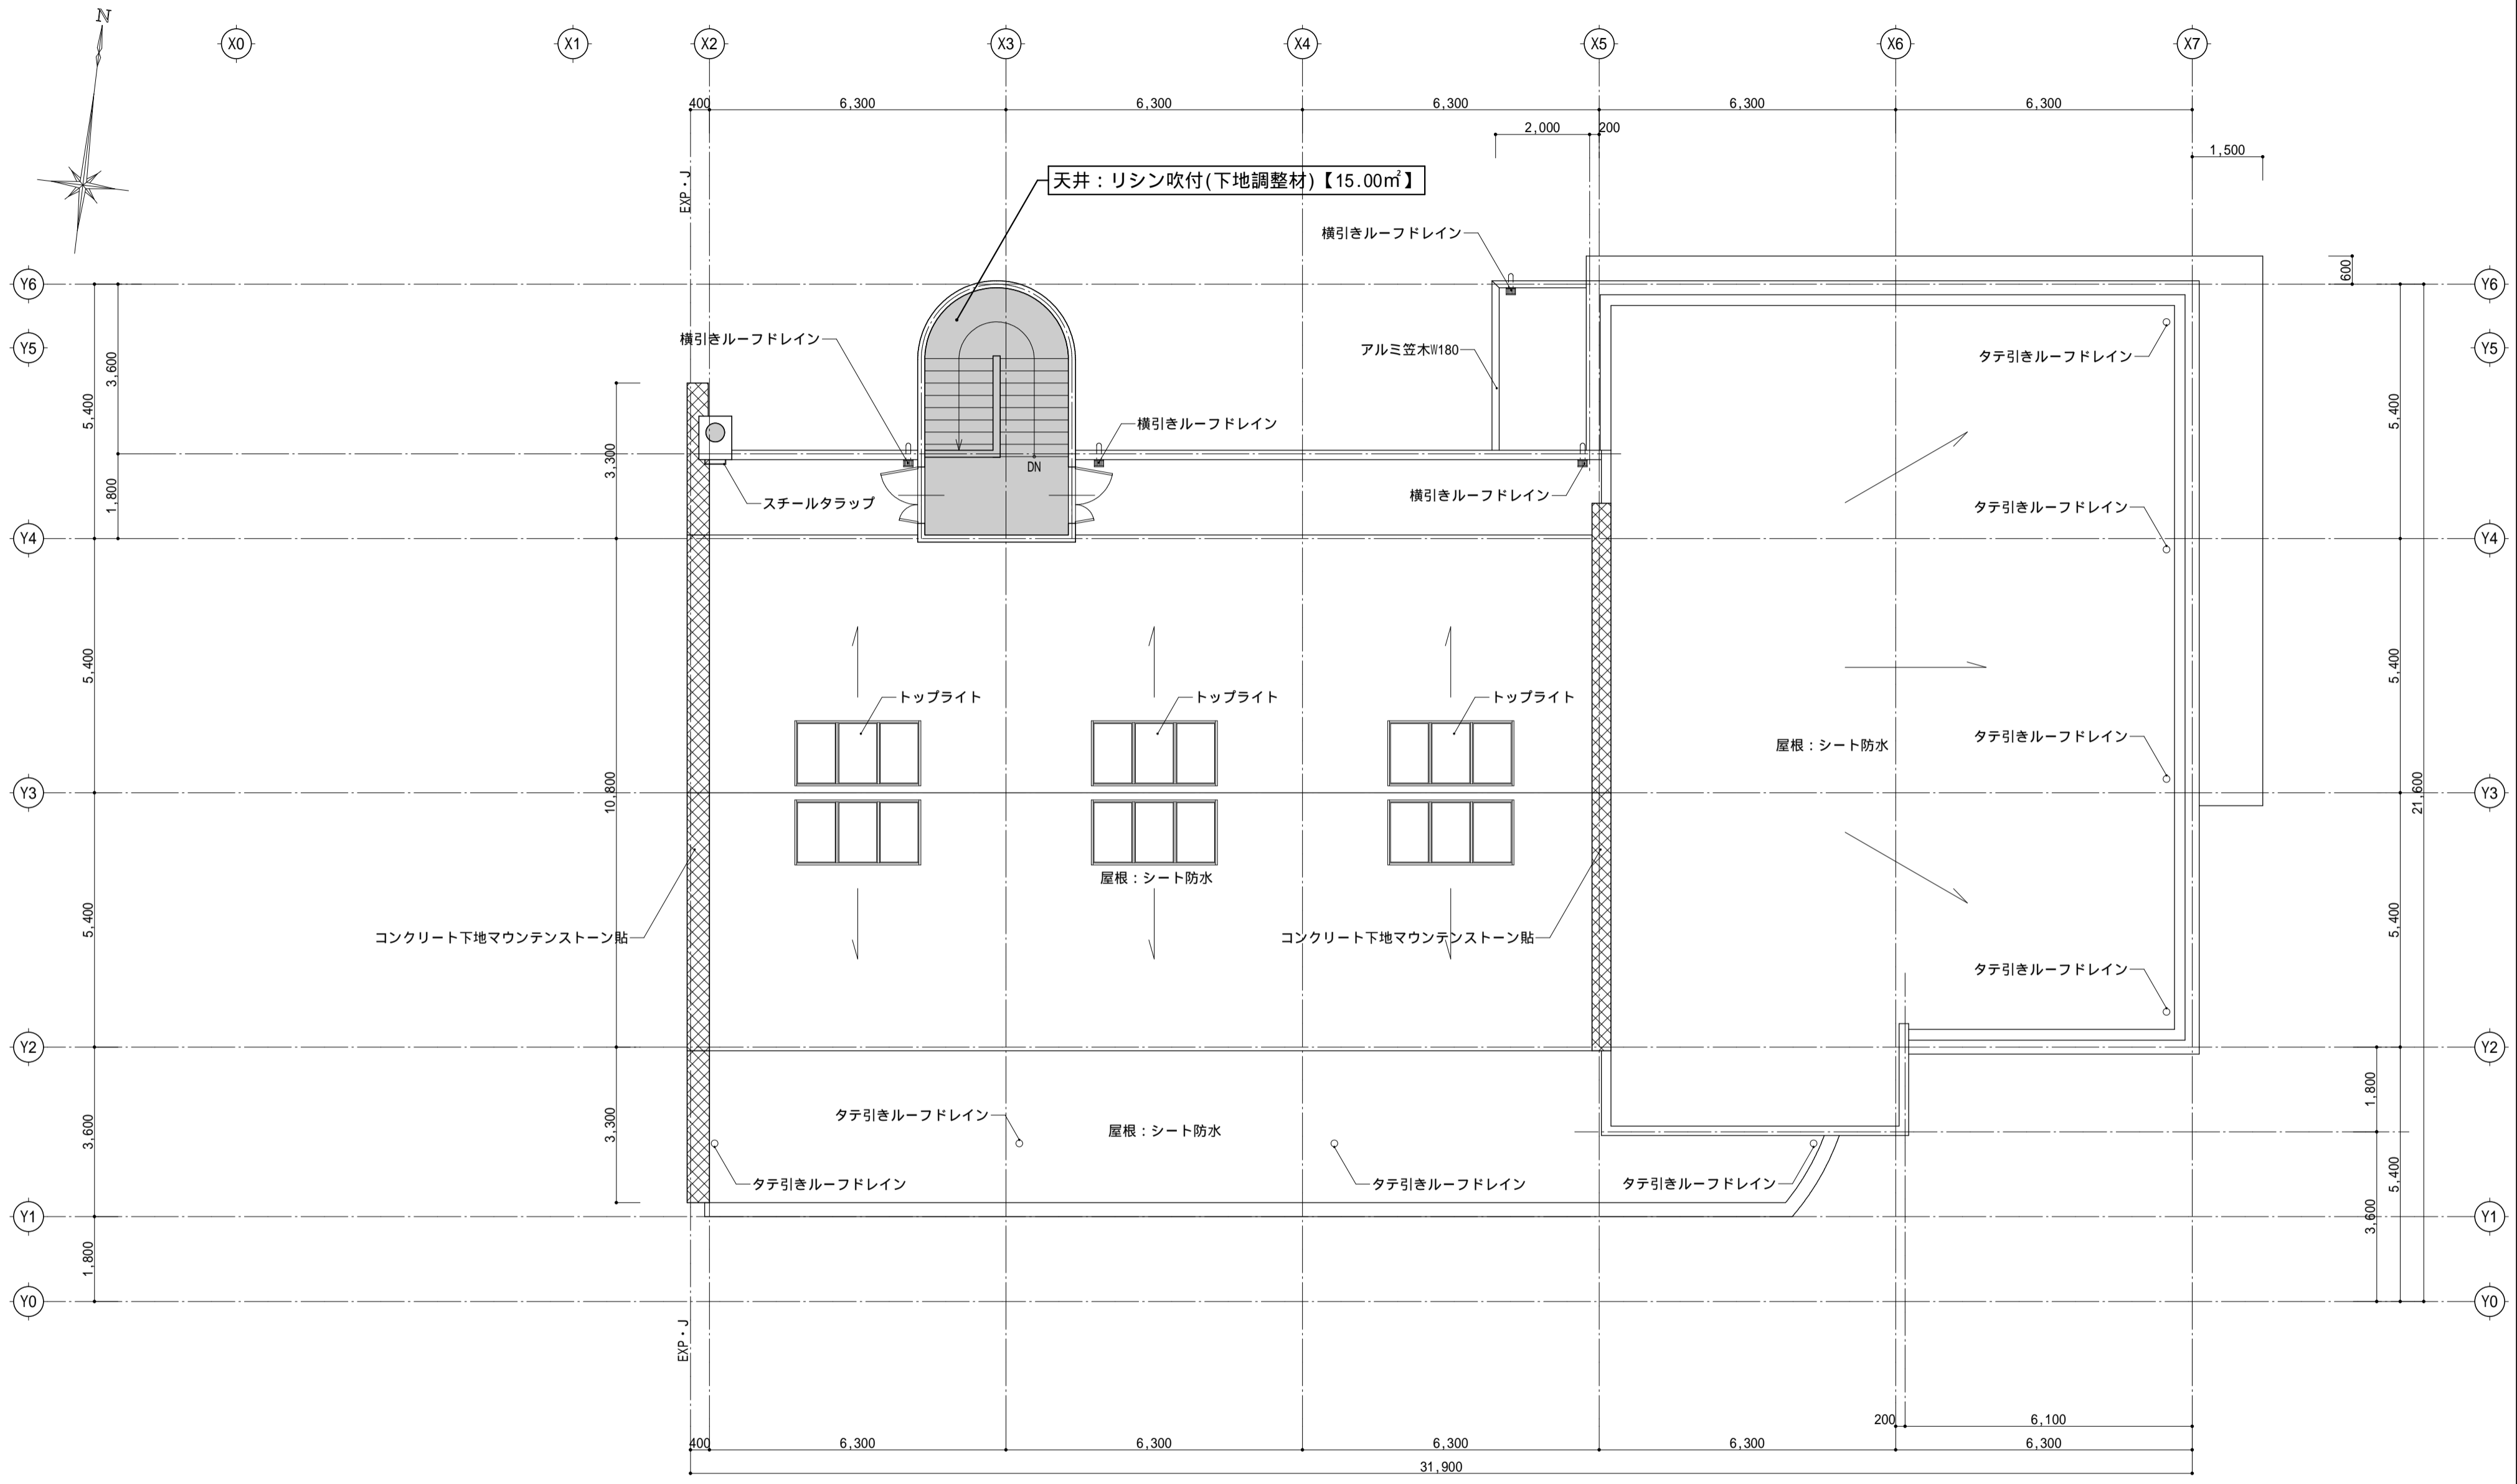 N
X0 X1 X2 X3 X4 X5 X6 X7
400 6,300 6,300 6,300 6,300 6,300
2,000 200
1,500
EXP・J
天井：リシン吹付(下地調整材)【15.00㎡】
横引きルーフドレイン
600
Y6 Y6
横引きルーフドレイン
Y5 Y5
アルミ笠木W180
タテ引きルーフドレイン
3,600
5,400
5,400
横引きルーフドレイン
3,300
DN
1,800
スチールタラップ
横引きルーフドレイン
タテ引きルーフドレイン
Y4 Y4
5,400
5,400
トップライト
トップライト
トップライト
タテ引きルーフドレイン
屋根：シート防水
Y3 Y3
10,800
21,600
屋根：シート防水
5,400
5,400
コンクリート下地マウンテンストーン貼
コンクリート下地マウンテンストーン貼
タテ引きルーフドレイン
Y2 Y2
1,800
3,600
3,300
タテ引きルーフドレイン
屋根：シート防水
タテ引きルーフドレイン
タテ引きルーフドレイン
タテ引きルーフドレイン
5,400
Y1 Y1
3,600
1,800
Y0 Y0
EXP・J
200 6,100
400 6,300 6,300 6,300 6,300 6,300
31,900